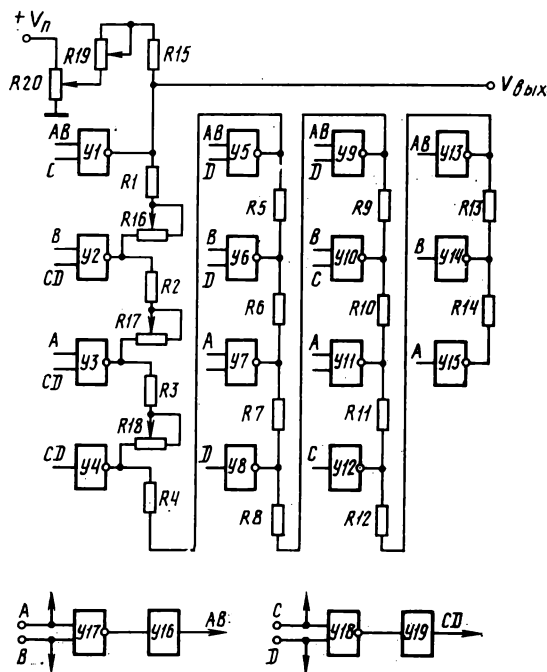 + Vп
R19
R15
R20
Vвых
AB
C
У1
R1
R16
B
CD
У2
R2
R17
A
CD
У3
R3
R18
CD
У4
R4
AB
D
У5
R5
B
D
У6
R6
A
У7
R7
D
У8
R8
AB
D
У9
R9
B
C
У10
R10
A
У11
R11
C
У12
R12
AB
У13
R13
B
У14
R14
A
У15
A
B
У17
У16
AB
C
D
У18
У19
CD